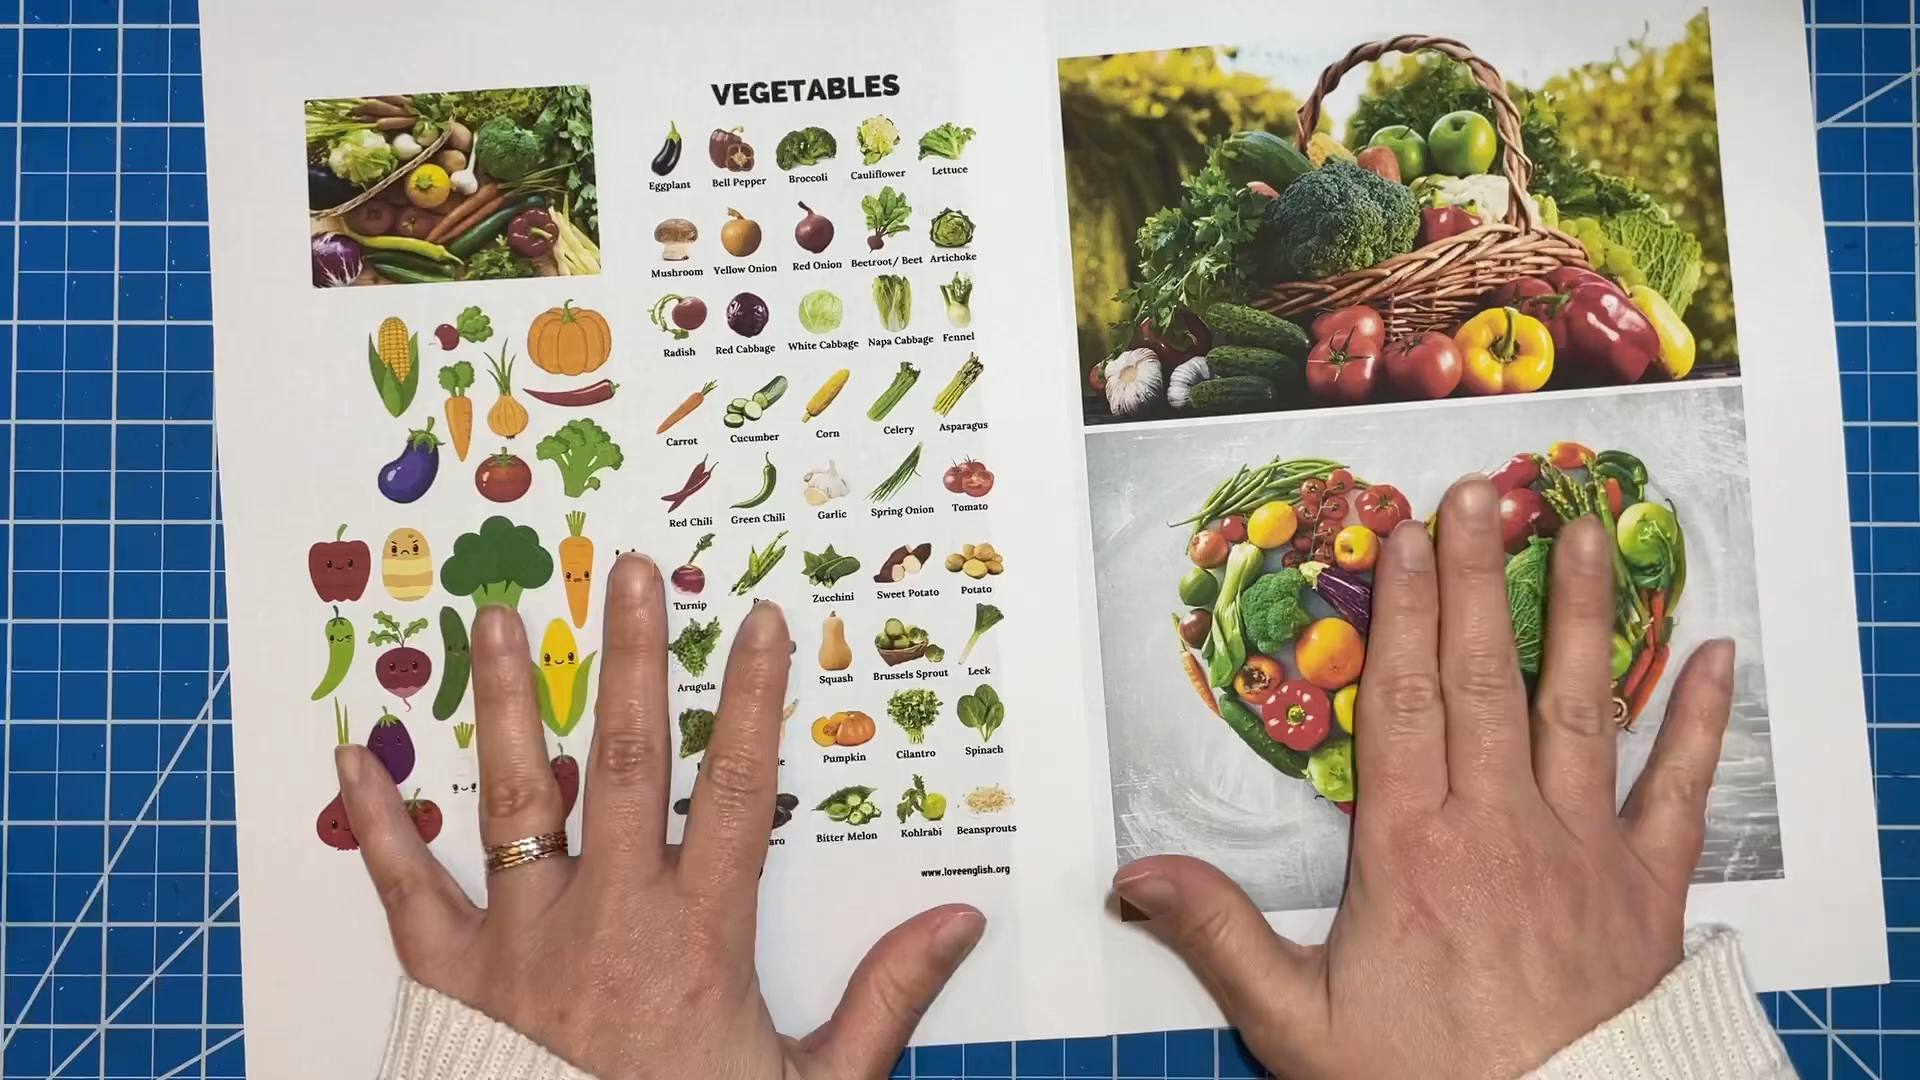 VEGETABLES
Eggplant Bell Pepper Broccoli Cauliflower Lettuce
Mushroom Yellow Onion Red Onion Beetroot/ Beet Artichoke
Radish Red Cabbage White Cabbage Napa Cabbage Fennel
Carrot Cucumber Corn Celery Asparagus
Red Chili Green Chili Garlic Spring Onion Tomato
Turnip Zucchini Sweet Potato Potato
Arugula Squash Brussels Sprout Leek
Pumpkin Cilantro Spinach
Bitter Melon Kohlrabi Beansprouts
www.loveenglish.org